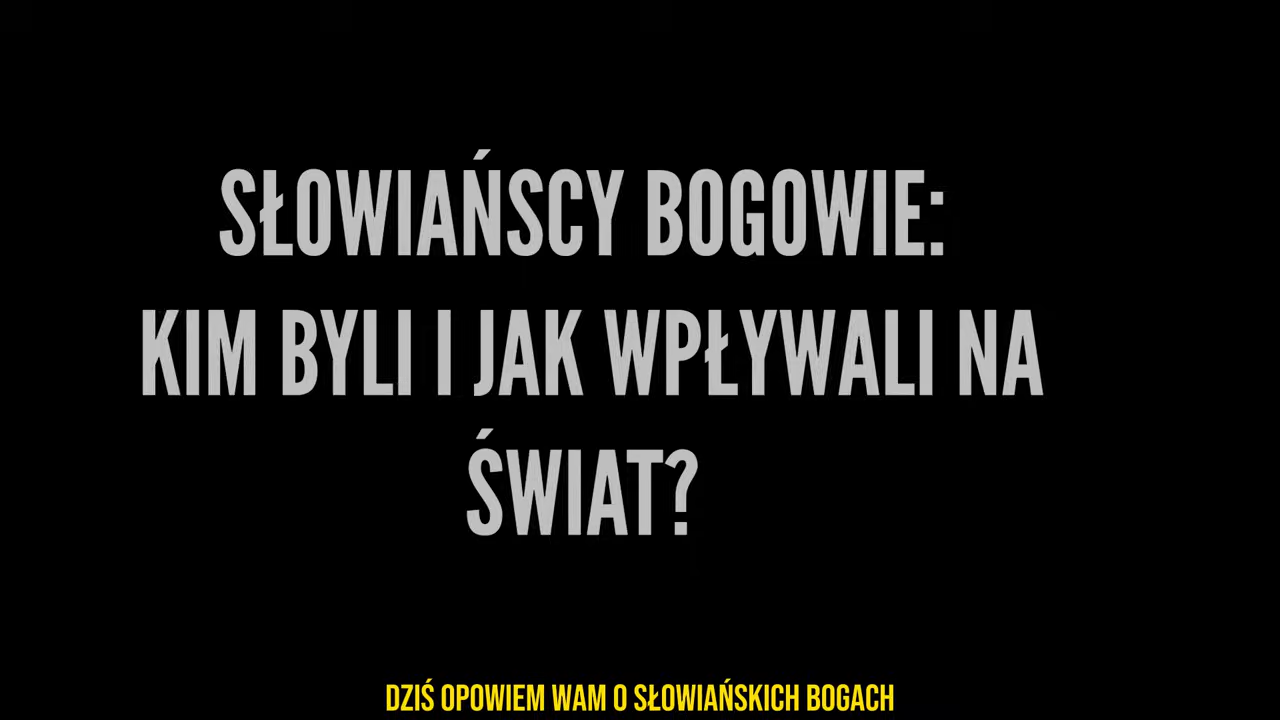 SŁOWIAŃSCY BOGOWIE:
KIM BYLI I JAK WPŁYWALI NA
ŚWIAT?
DZIŚ OPOWIEM WAM O SŁOWIAŃSKICH BOGACH